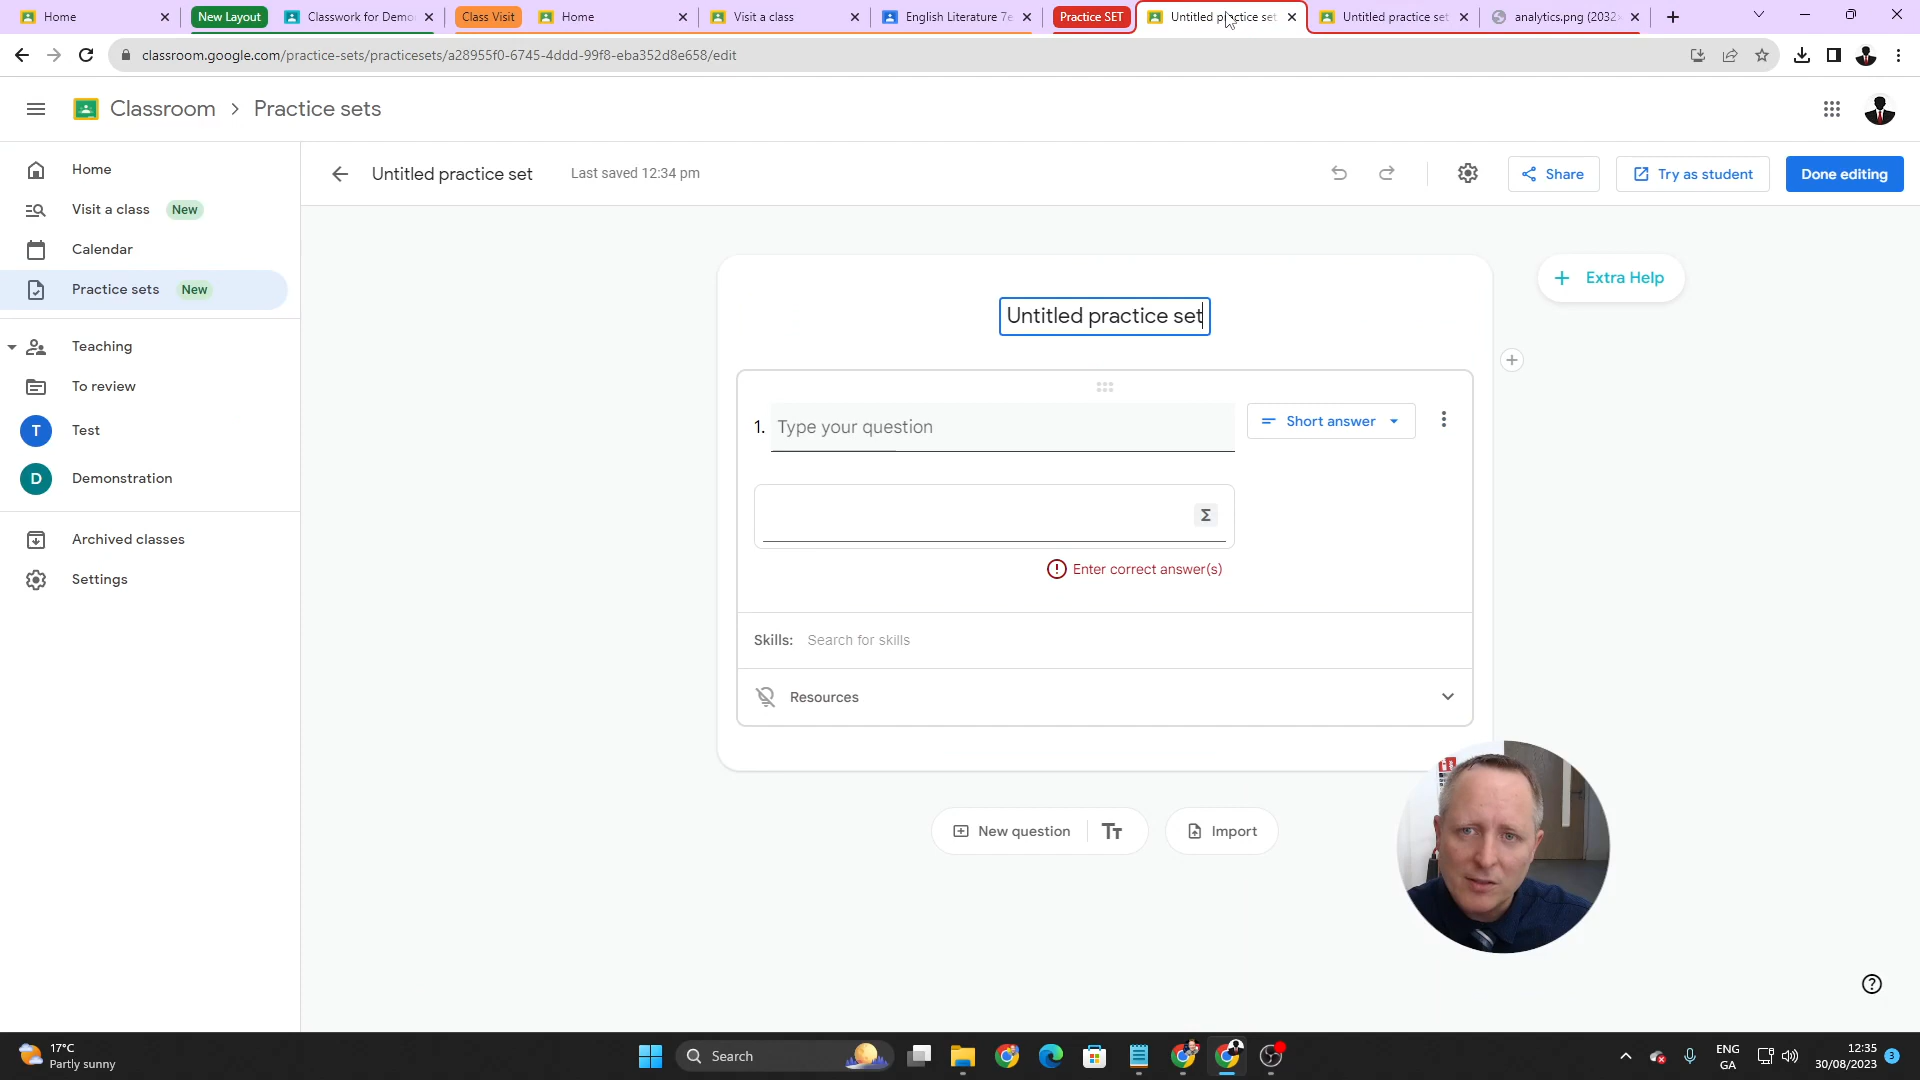 Home
New Layout
Classwork for Demo
Class Visit
Home
Visit a class
English Literature 7e
Practice SET
Untitled practice set
Untitled practice set
analytics.png (2032
classroom.google.com/practice-sets/practicesets/a28955f0-6745-4ddd-99f8-eba352d8e658/edit
Classroom > Practice sets
Home
Visit a class New
Calendar
Practice sets New
Teaching
To review
T Test
D Demonstration
Archived classes
Settings
Untitled practice set
Last saved 12:34 pm
Share
Try as student
Done editing
Untitled practice set
+ Extra Help
1. Type your question
Short answer
Σ
Enter correct answer(s)
Skills: Search for skills
Resources
New question
Tт
Import
17°C
Partly sunny
Search
ENG
GA
12:35
30/08/2023
3